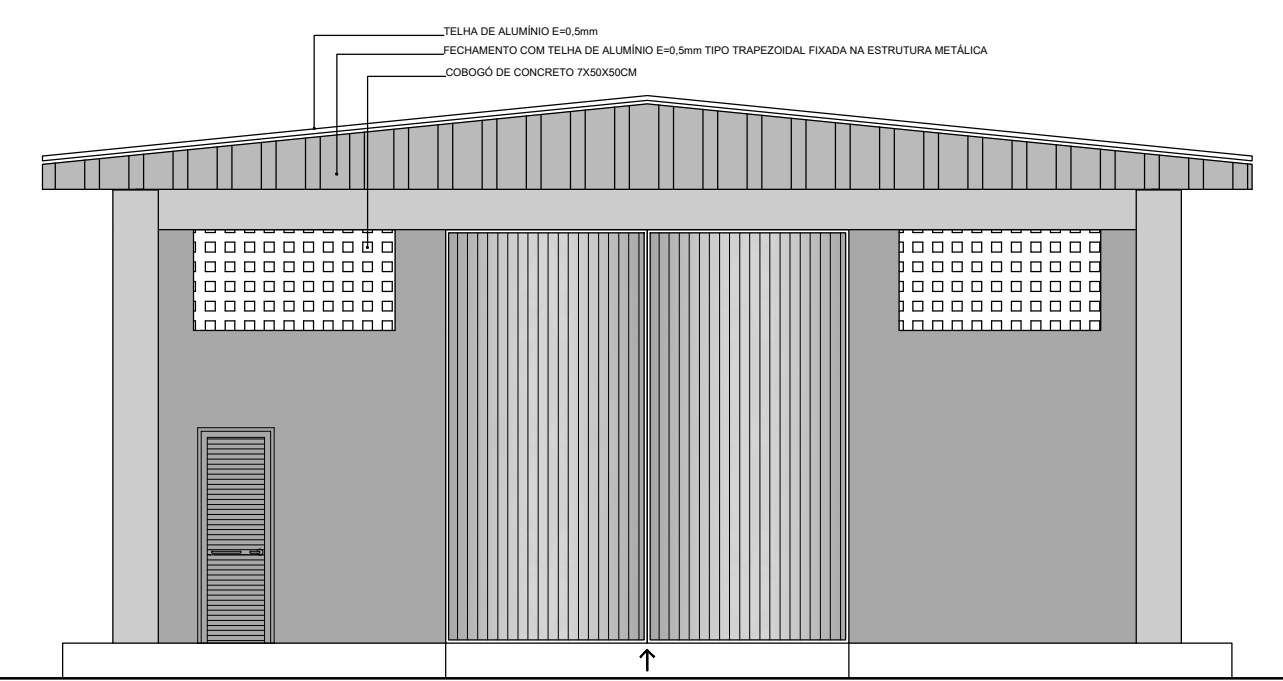 TELHA DE ALUMÍNIO E=0,5mm
FECHAMENTO COM TELHA DE ALUMÍNIO E=0,5mm TIPO TRAPEZOIDAL FIXADA NA ESTRUTURA METÁLICA
COBOGÓ DE CONCRETO 7X50X50CM